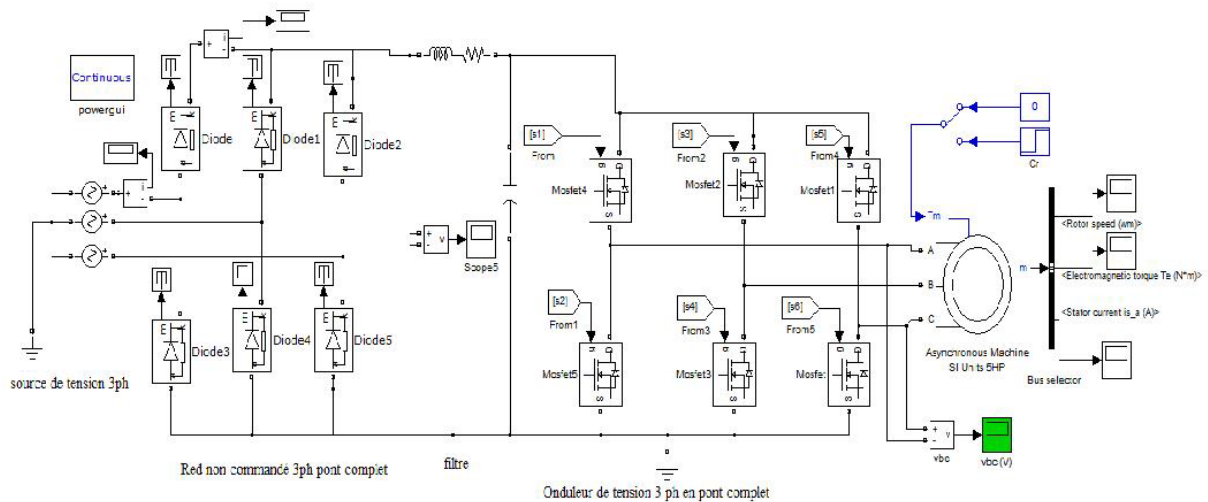 Continuous
powergui
i
+
-
E
Diode
E
Diode1
E
Diode2
+
-
i
+
+
+
E
Diode3
E
Diode4
E
Diode5
source de tension 3ph
Red non commandé 3ph pont complet
filtre
+
-
v
Scope5
[s1]
From
[s3]
From2
[s5]
From4
g
D
S
Mosfet4
g
D
S
Mosfet2
g
D
S
Mosfet1
[s2]
From1
[s4]
From3
[s6]
From5
g
S
Mosfet5
g
S
Mosfet3
g
S
Mosfet
Onduleur de tension 3 ph en pont complet
0
Cr
Tm
A
B
C
m
Asynchronous Machine
SI Units 5HP
<Rotor speed (wm)>
<Electromagnetic torque Te (N*m)>
<Stator current is_a (A)>
Bus selector
+
-
v
vbc
vbc (V)